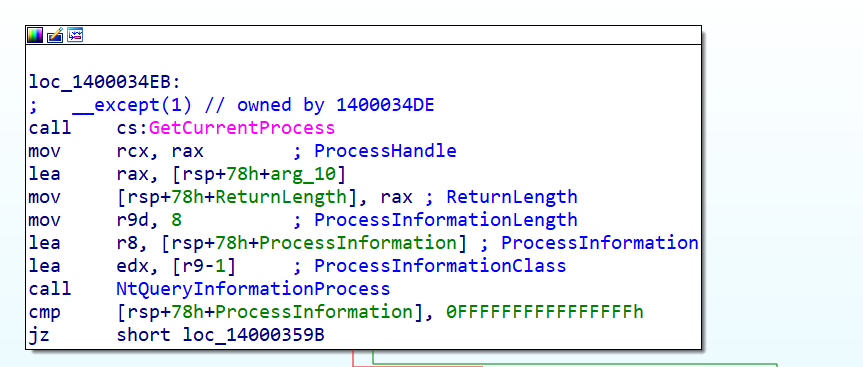 loc_1400034EB:
;   __except(1) // owned by 1400034DE
call    cs:GetCurrentProcess
mov     rcx, rax        ; ProcessHandle
lea     rax, [rsp+78h+arg_10]
mov     [rsp+78h+ReturnLength], rax ; ReturnLength
mov     r9d, 8          ; ProcessInformationLength
lea     r8, [rsp+78h+ProcessInformation] ; ProcessInformation
lea     edx, [r9-1]     ; ProcessInformationClass
call    NtQueryInformationProcess
cmp     [rsp+78h+ProcessInformation], 0FFFFFFFFFFFFFFFFh
jz      short loc_14000359B